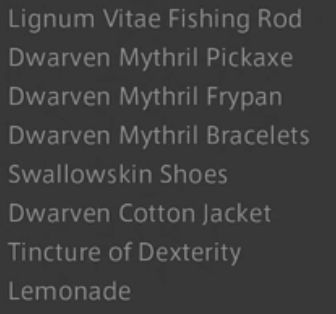 Lignum Vitae Fishing Rod
Dwarven Mythril Pickaxe
Dwarven Mythril Frypan
Dwarven Mythril Bracelets
Swallowskin Shoes
Dwarven Cotton Jacket
Tincture of Dexterity
Lemonade